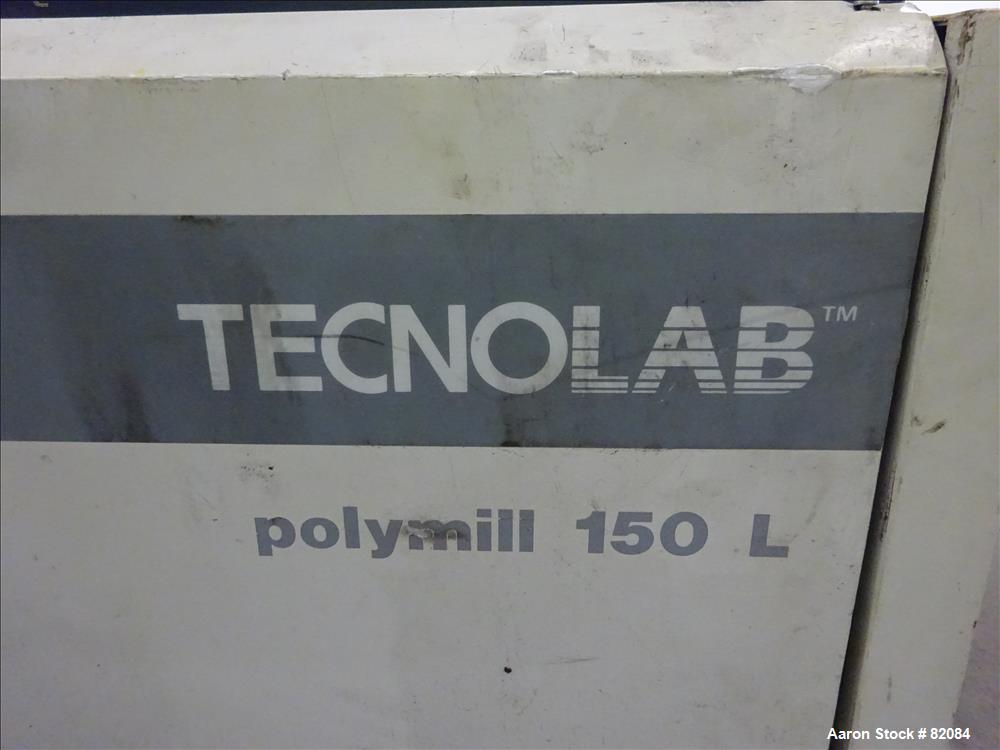 TECNOLAB™
polymill 150 L
Aaron Stock # 82084